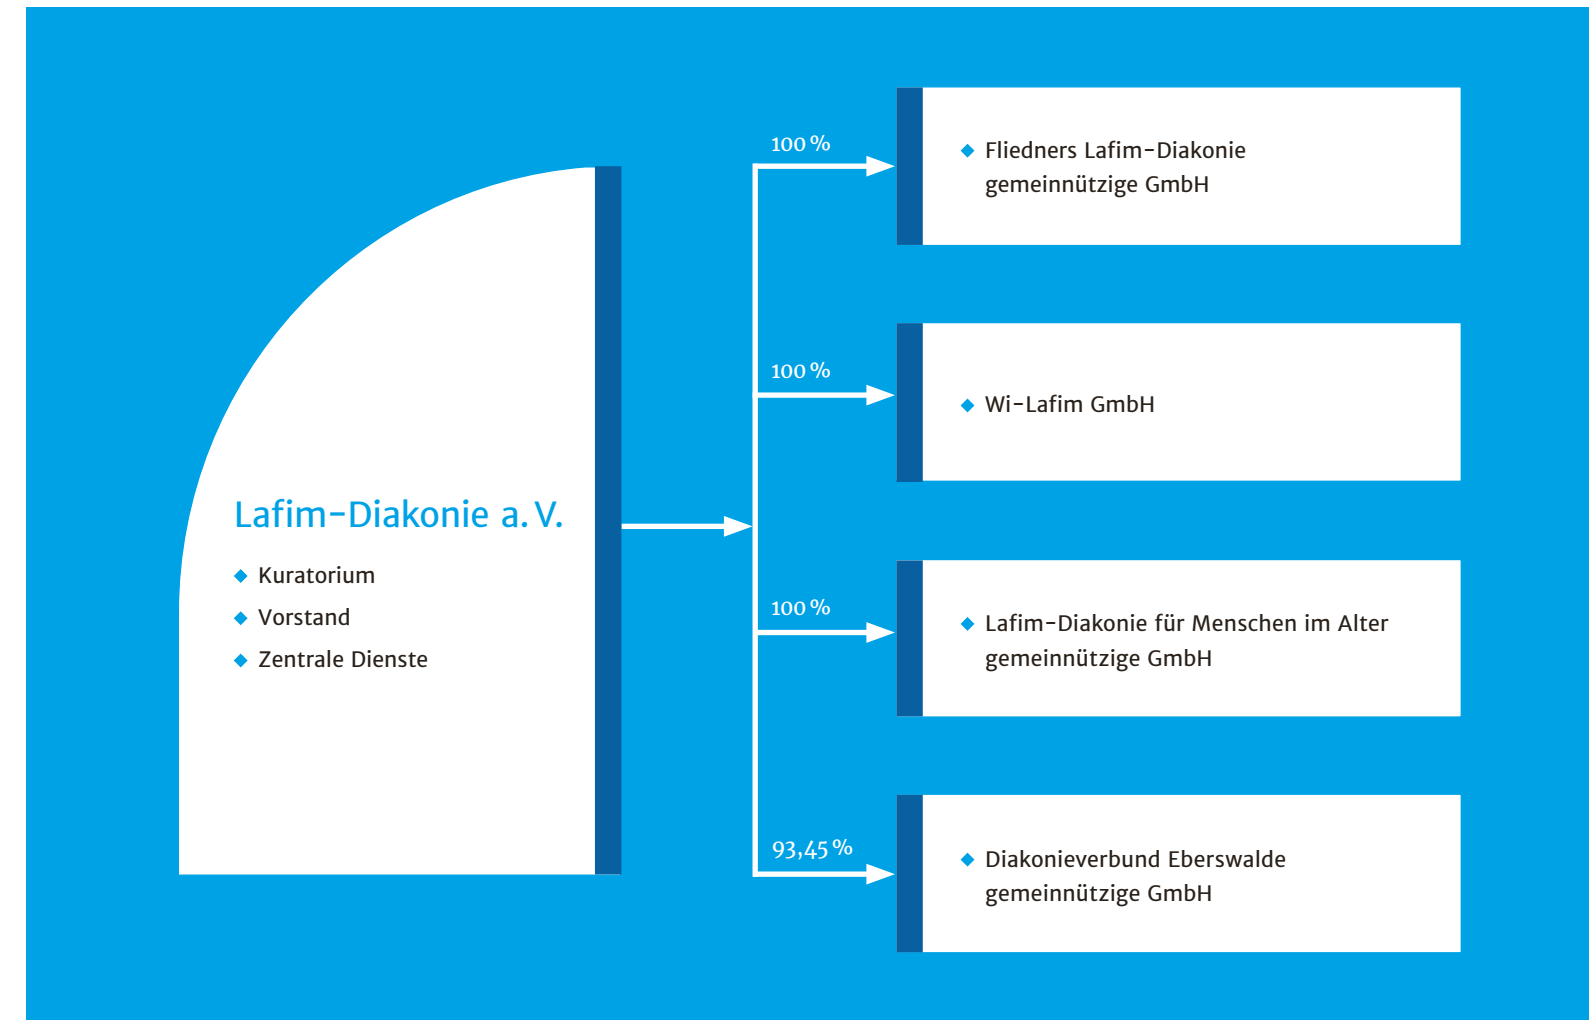 Lafim-Diakonie a. V.
◆ Kuratorium
◆ Vorstand
◆ Zentrale Dienste
100 %
◆ Fliedners Lafim-Diakonie
gemeinnützige GmbH
100 %
◆ Wi-Lafim GmbH
100 %
◆ Lafim-Diakonie für Menschen im Alter
gemeinnützige GmbH
93,45 %
◆ Diakonieverbund Eberswalde
gemeinnützige GmbH